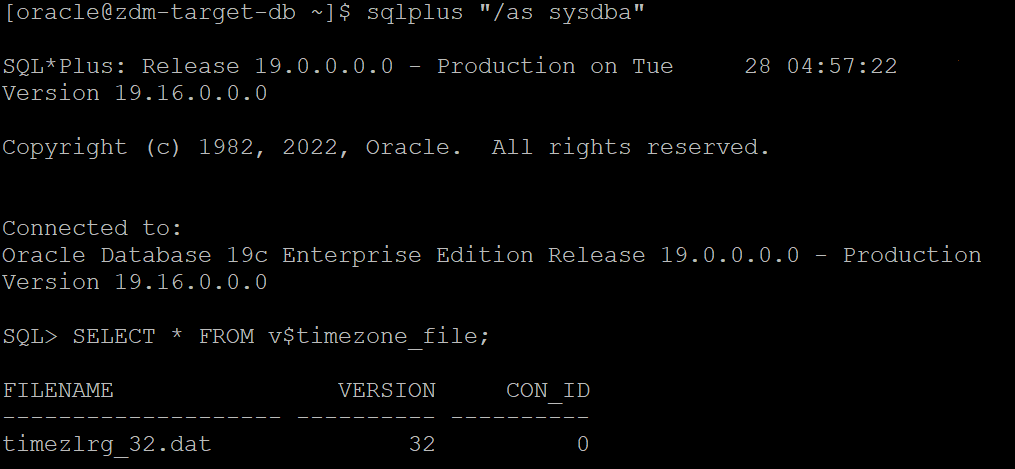 [oracle@zdm-target-db ~]$ sqlplus "/as sysdba"
SQL*Plus: Release 19.0.0.0.0 - Production on Tue 28 04:57:22
Version 19.16.0.0.0
Copyright (c) 1982, 2022, Oracle. All rights reserved.
Connected to:
Oracle Database 19c Enterprise Edition Release 19.0.0.0.0 - Production
Version 19.16.0.0.0
SQL> SELECT * FROM v$timezone_file;
FILENAME VERSION CON_ID
-------------------- ---------- ----------
timezlrg_32.dat 32 0